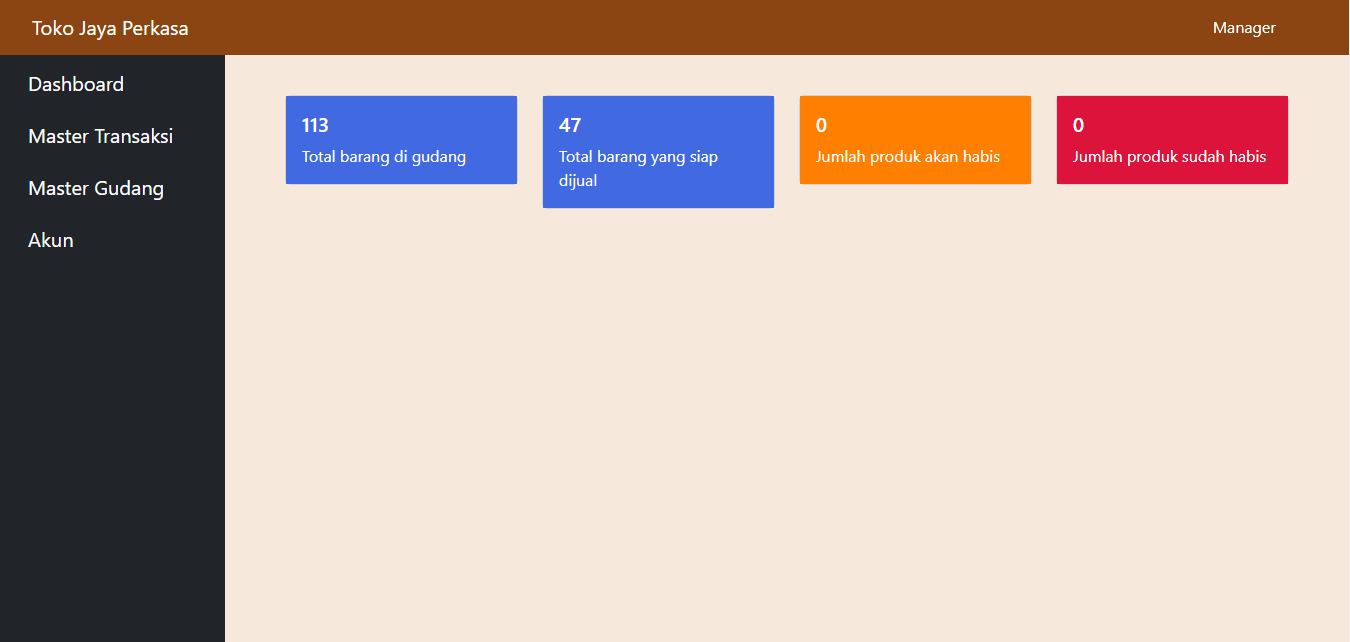 Toko Jaya Perkasa
Manager
Dashboard
Master Transaksi
Master Gudang
Akun
113
Total barang di gudang
47
Total barang yang siap
dijual
0
Jumlah produk akan habis
0
Jumlah produk sudah habis